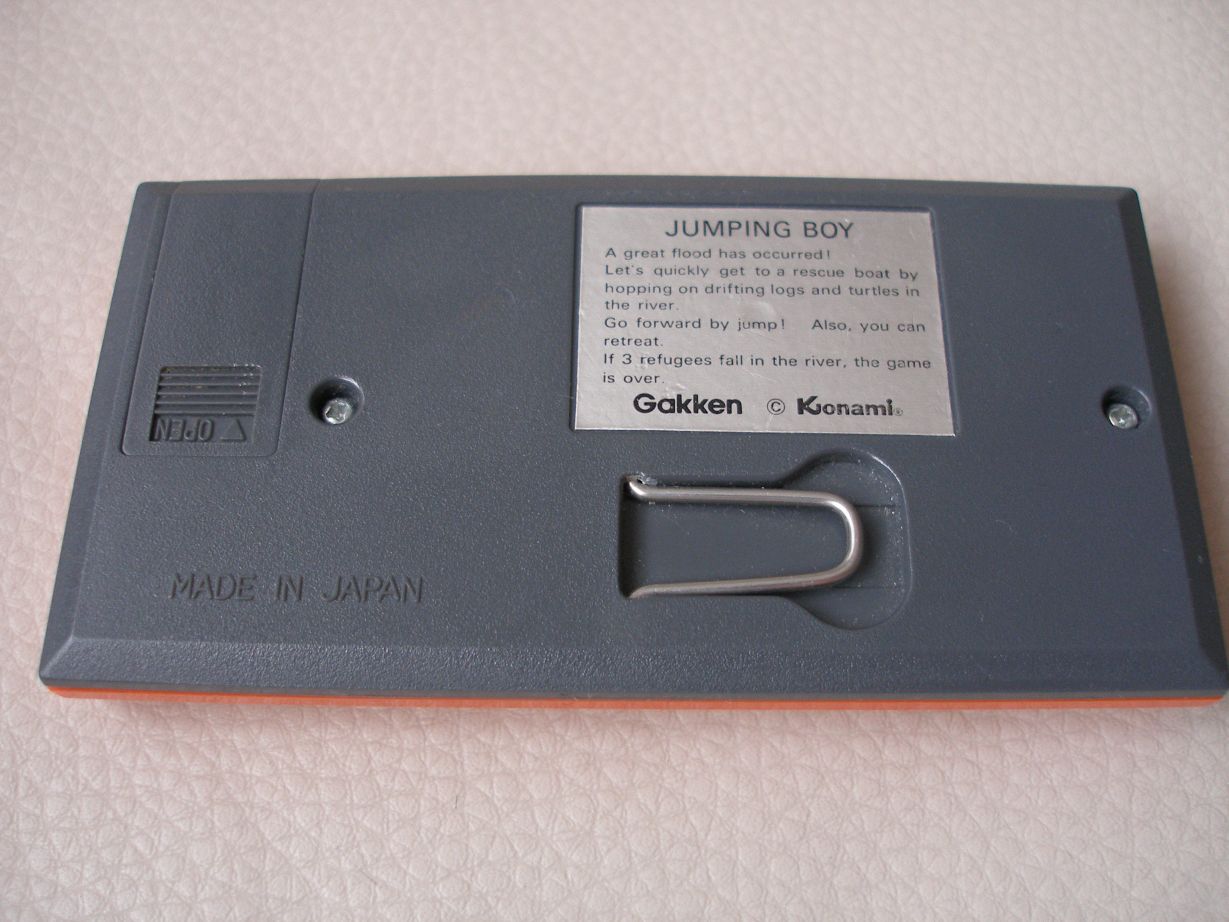 JUMPING BOY
A great flood has occurred!
Let's quickly get to a rescue boat by
hopping on drifting logs and turtles in
the river.
Go forward by jump! Also, you can
retreat.
If 3 refugees fall in the river, the game
is over.
Gakken © Konami®
OPEN
MADE IN JAPAN